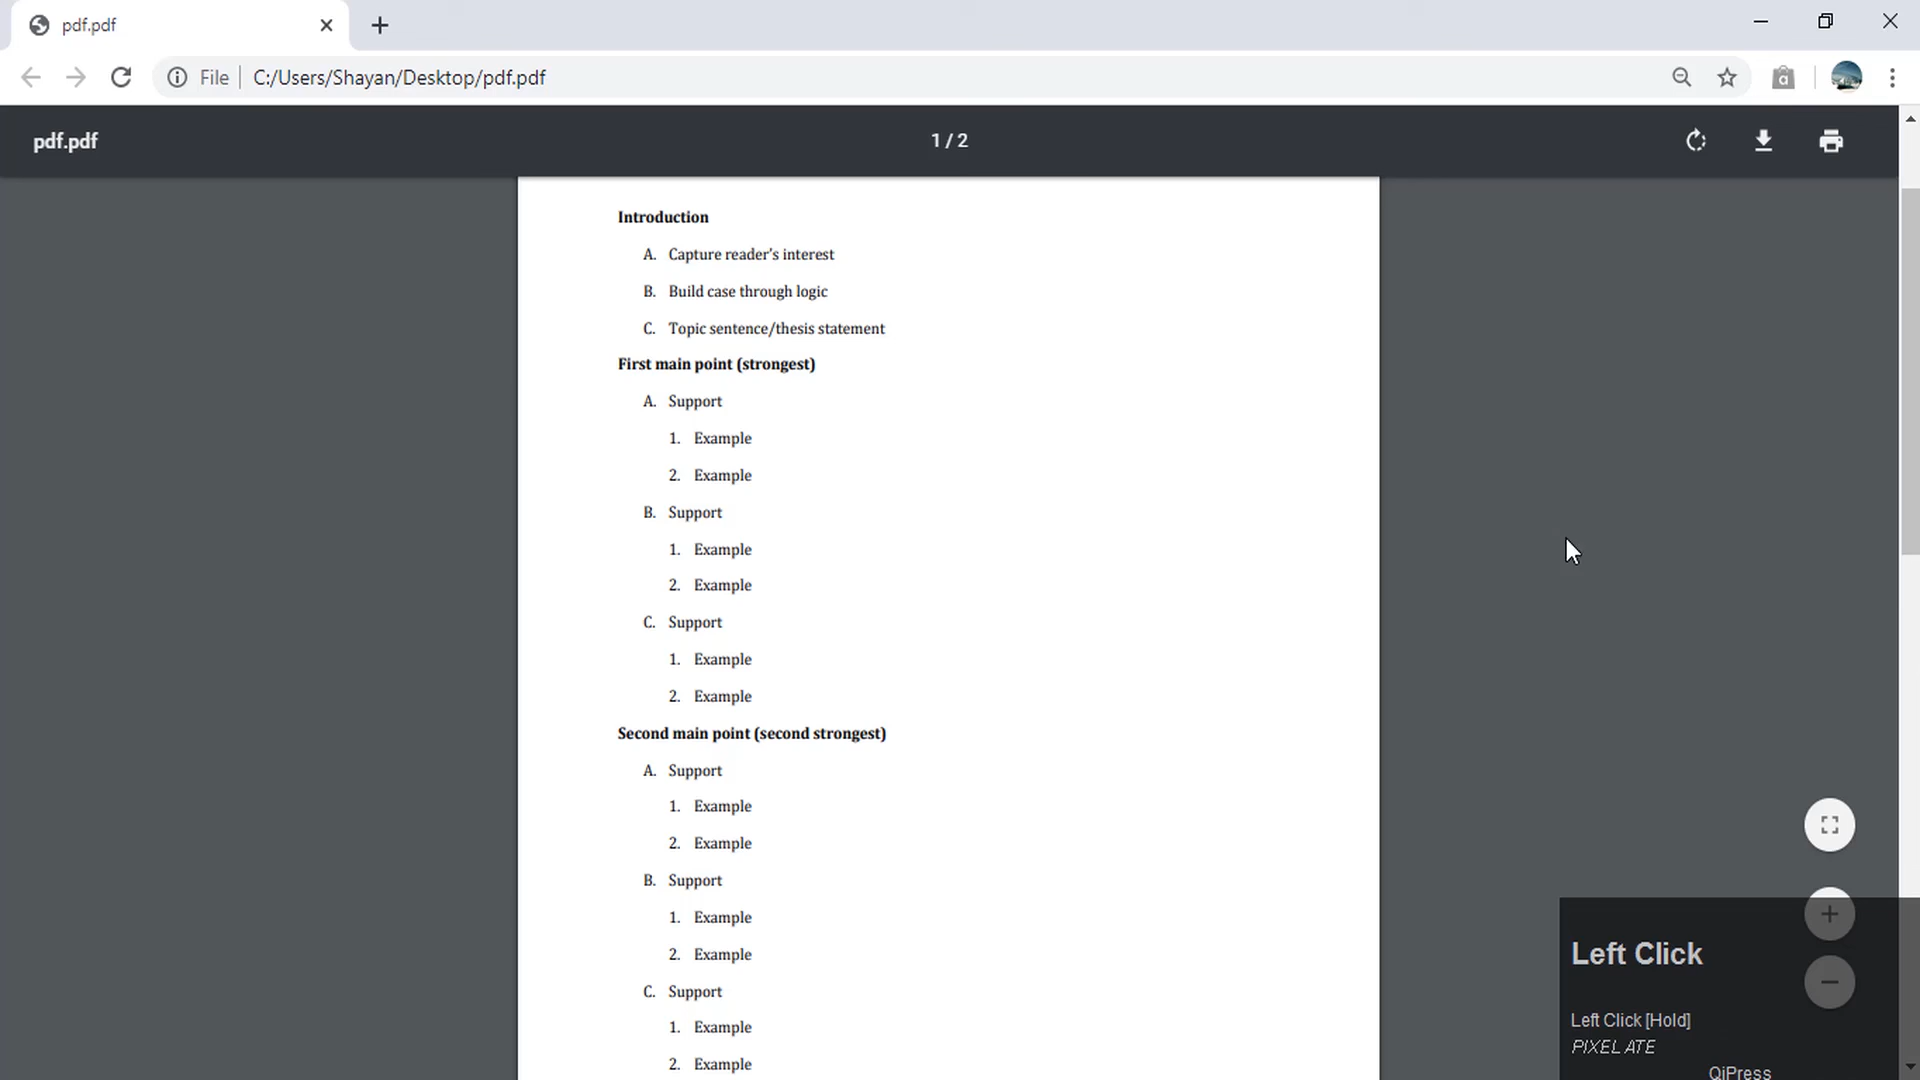 pdf.pdf
File C:/Users/Shayan/Desktop/pdf.pdf
pdf.pdf 1 / 2
Introduction
A. Capture reader's interest
B. Build case through logic
C. Topic sentence/thesis statement
First main point (strongest)
A. Support
1. Example
2. Example
B. Support
1. Example
2. Example
C. Support
1. Example
2. Example
Second main point (second strongest)
A. Support
1. Example
2. Example
B. Support
1. Example
2. Example
C. Support
1. Example
2. Example
Left Click
Left Click [Hold]
PIXEL ATE
QiPress